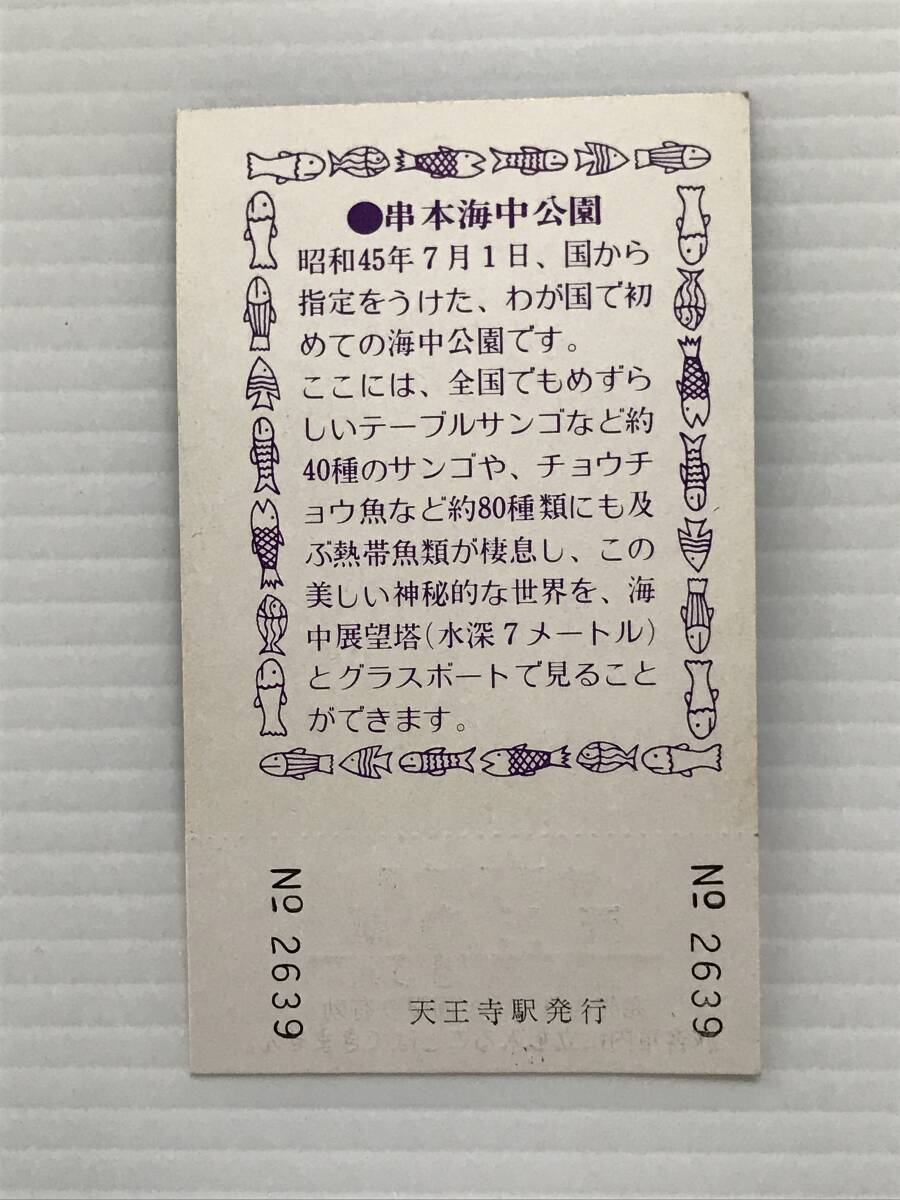 ●串本海中公園
昭和45年7月1日、国から
指定をうけた、わが国で初
めての海中公園です。
ここには、全国でもめずら
しいテーブルサンゴなど約
40種のサンゴや、チョウチ
ョウ魚など約80種類にも及
ぶ熱帯魚類が棲息し、この
美しい神秘的な世界を、海
中展望塔(水深7メートル)
とグラスボートで見ること
ができます。
No 2639
No 2639
天王寺駅発行